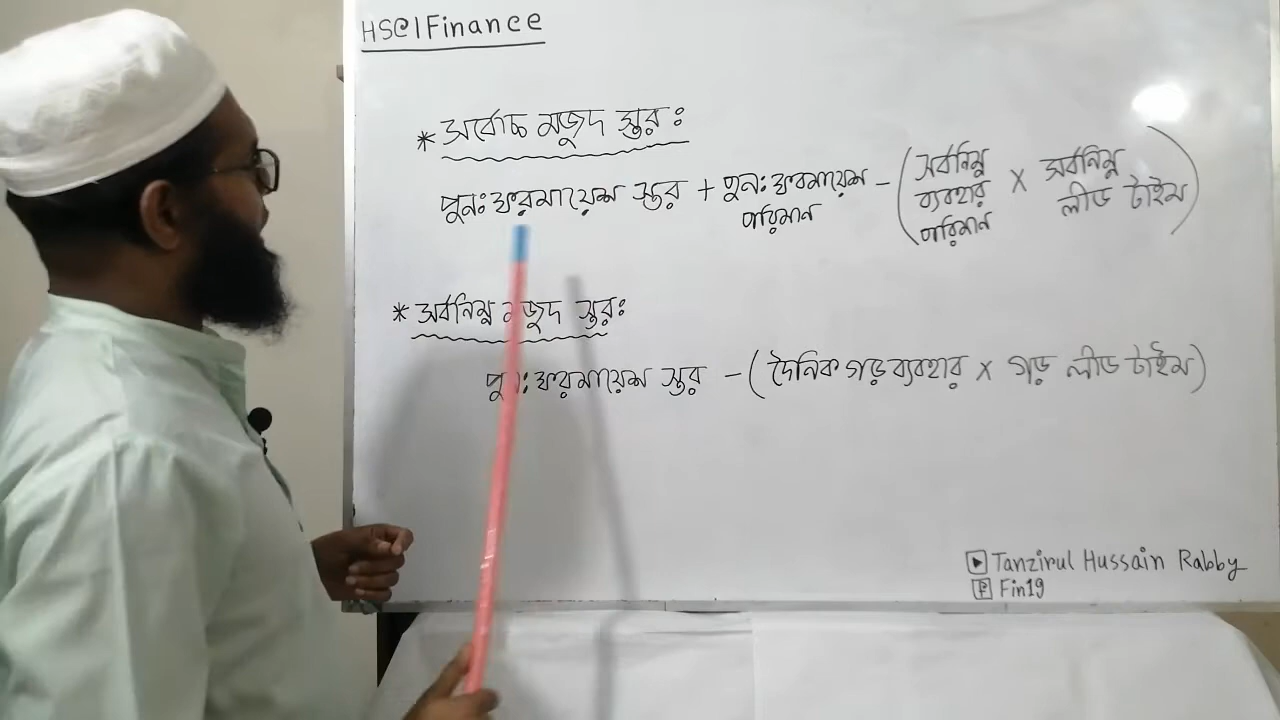 HSC|Finance
* সর্বোচ্চ মজুদ স্তরঃ
পুনঃফরমায়েশ স্তর + পুনঃফরমায়েশ পরিমান - (সর্বনিম্ন ব্যবহার পরিমান X সর্বনিম্ন লীড টাইম)
* সর্বনিম্ন মজুদ স্তরঃ
পুনঃফরমায়েশ স্তর - (দৈনিক গড় ব্যবহার x গড় লীড টাইম)
Tanzirul Hussain Rabby
Fin19